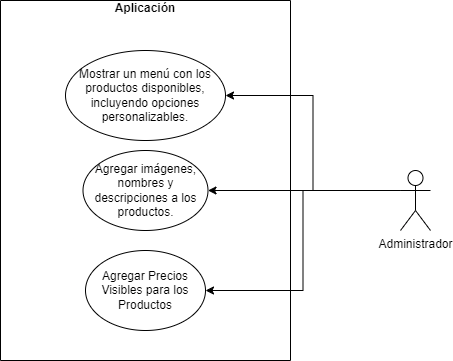 Aplicación
Mostrar un menú con los
productos disponibles,
incluyendo opciones
personalizables.
Agregar imágenes,
nombres y
descripciones a los
productos.
Administrador
Agregar Precios
Visibles para los
Productos